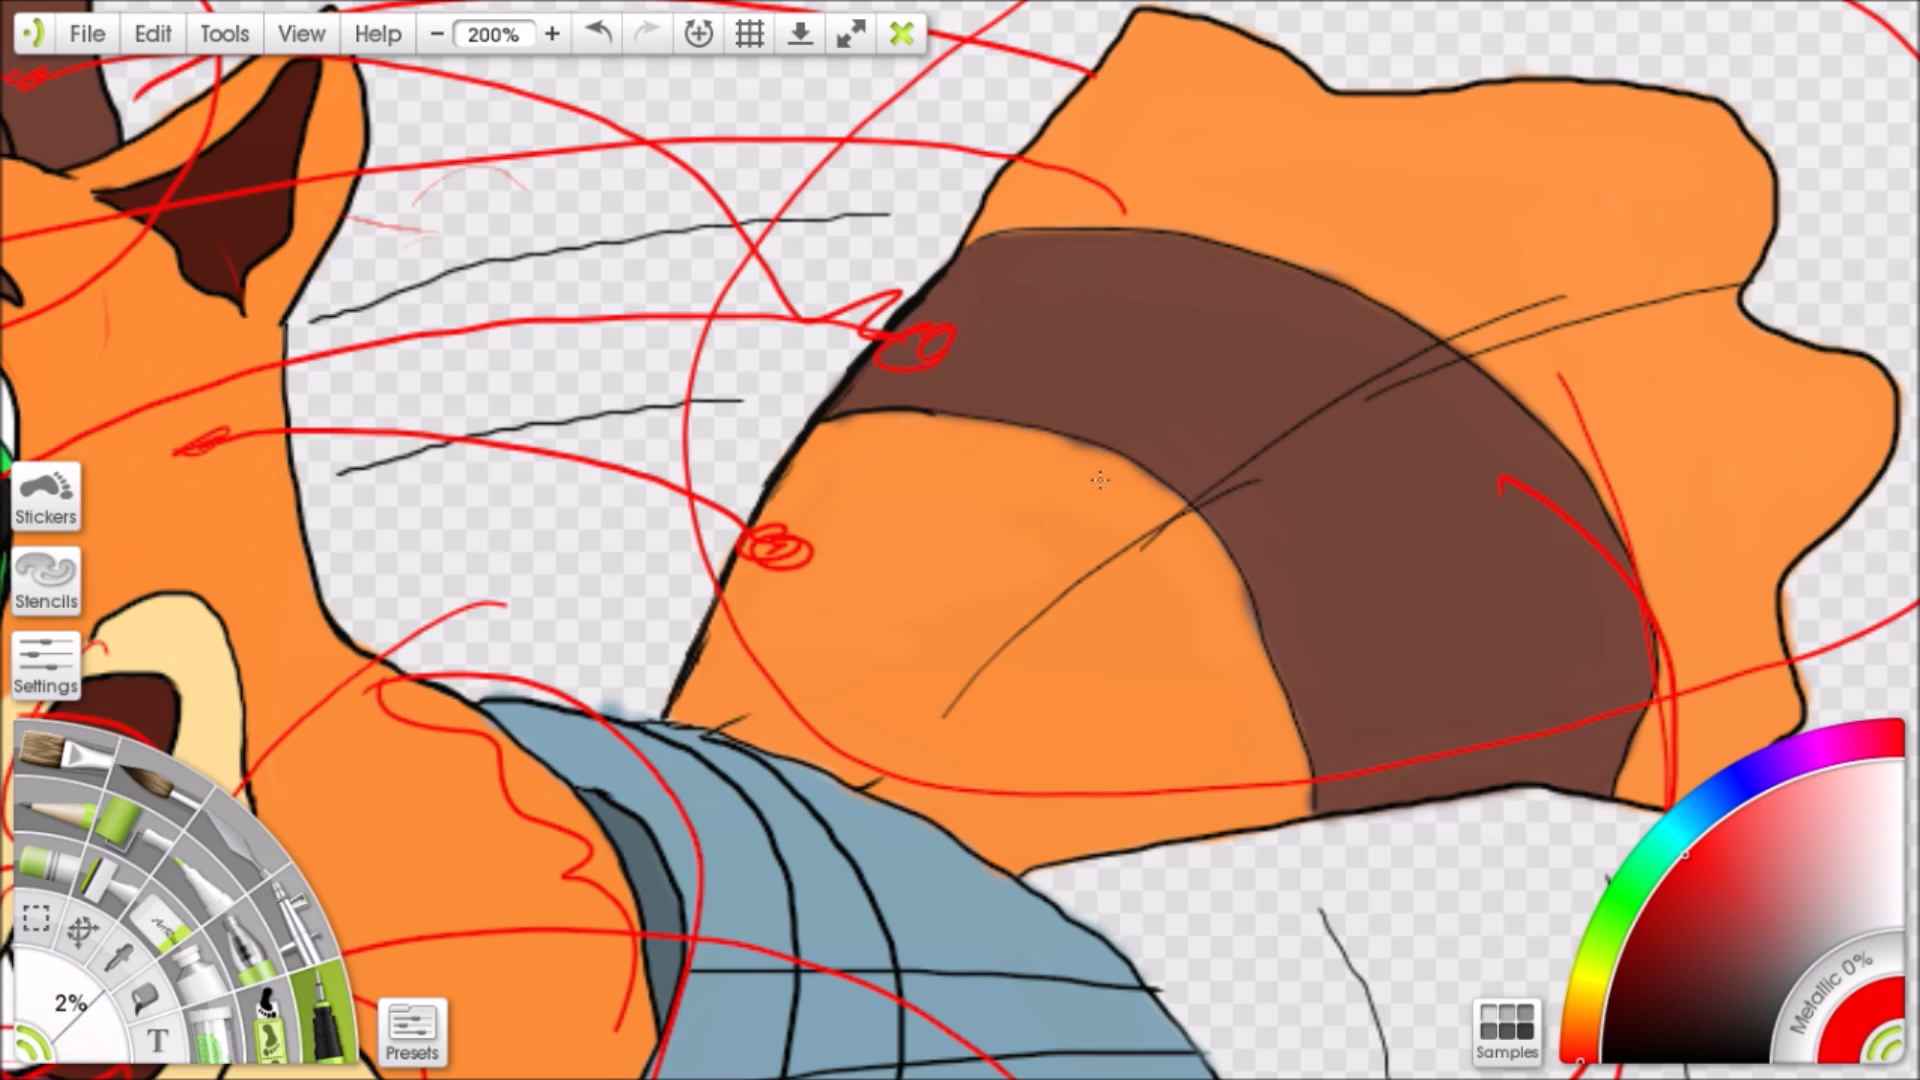 File Edit Tools View Help − 200% +
Stickers
Stencils
Settings
2%
T
Presets
Metallic 0%
Samples